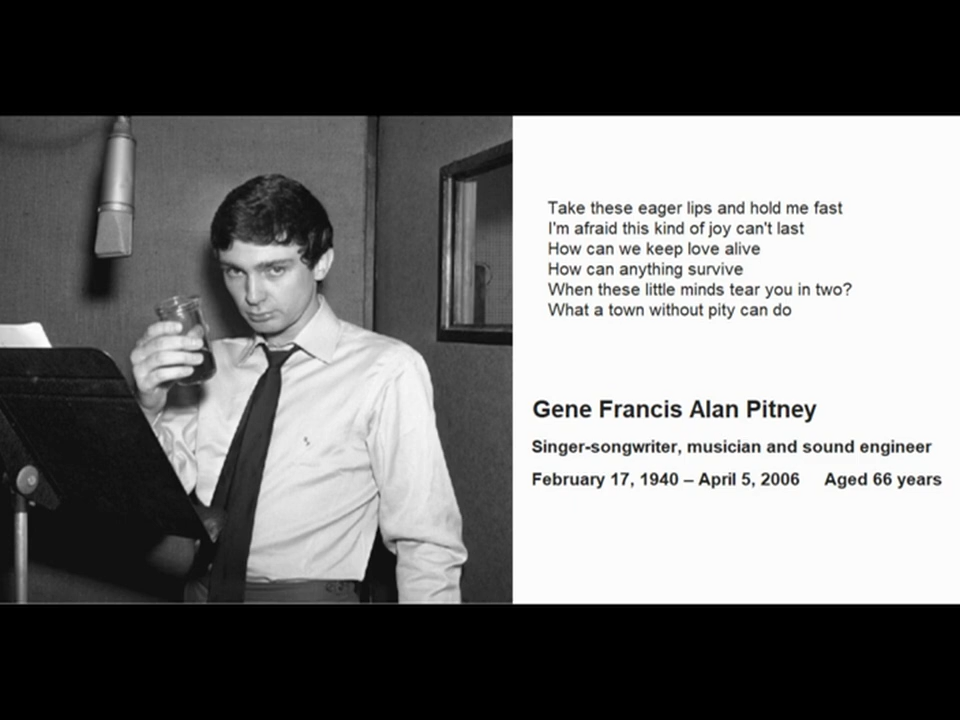 Take these eager lips and hold me fast
I'm afraid this kind of joy can't last
How can we keep love alive
How can anything survive
When these little minds tear you in two?
What a town without pity can do
Gene Francis Alan Pitney
Singer-songwriter, musician and sound engineer
February 17, 1940 – April 5, 2006 Aged 66 years